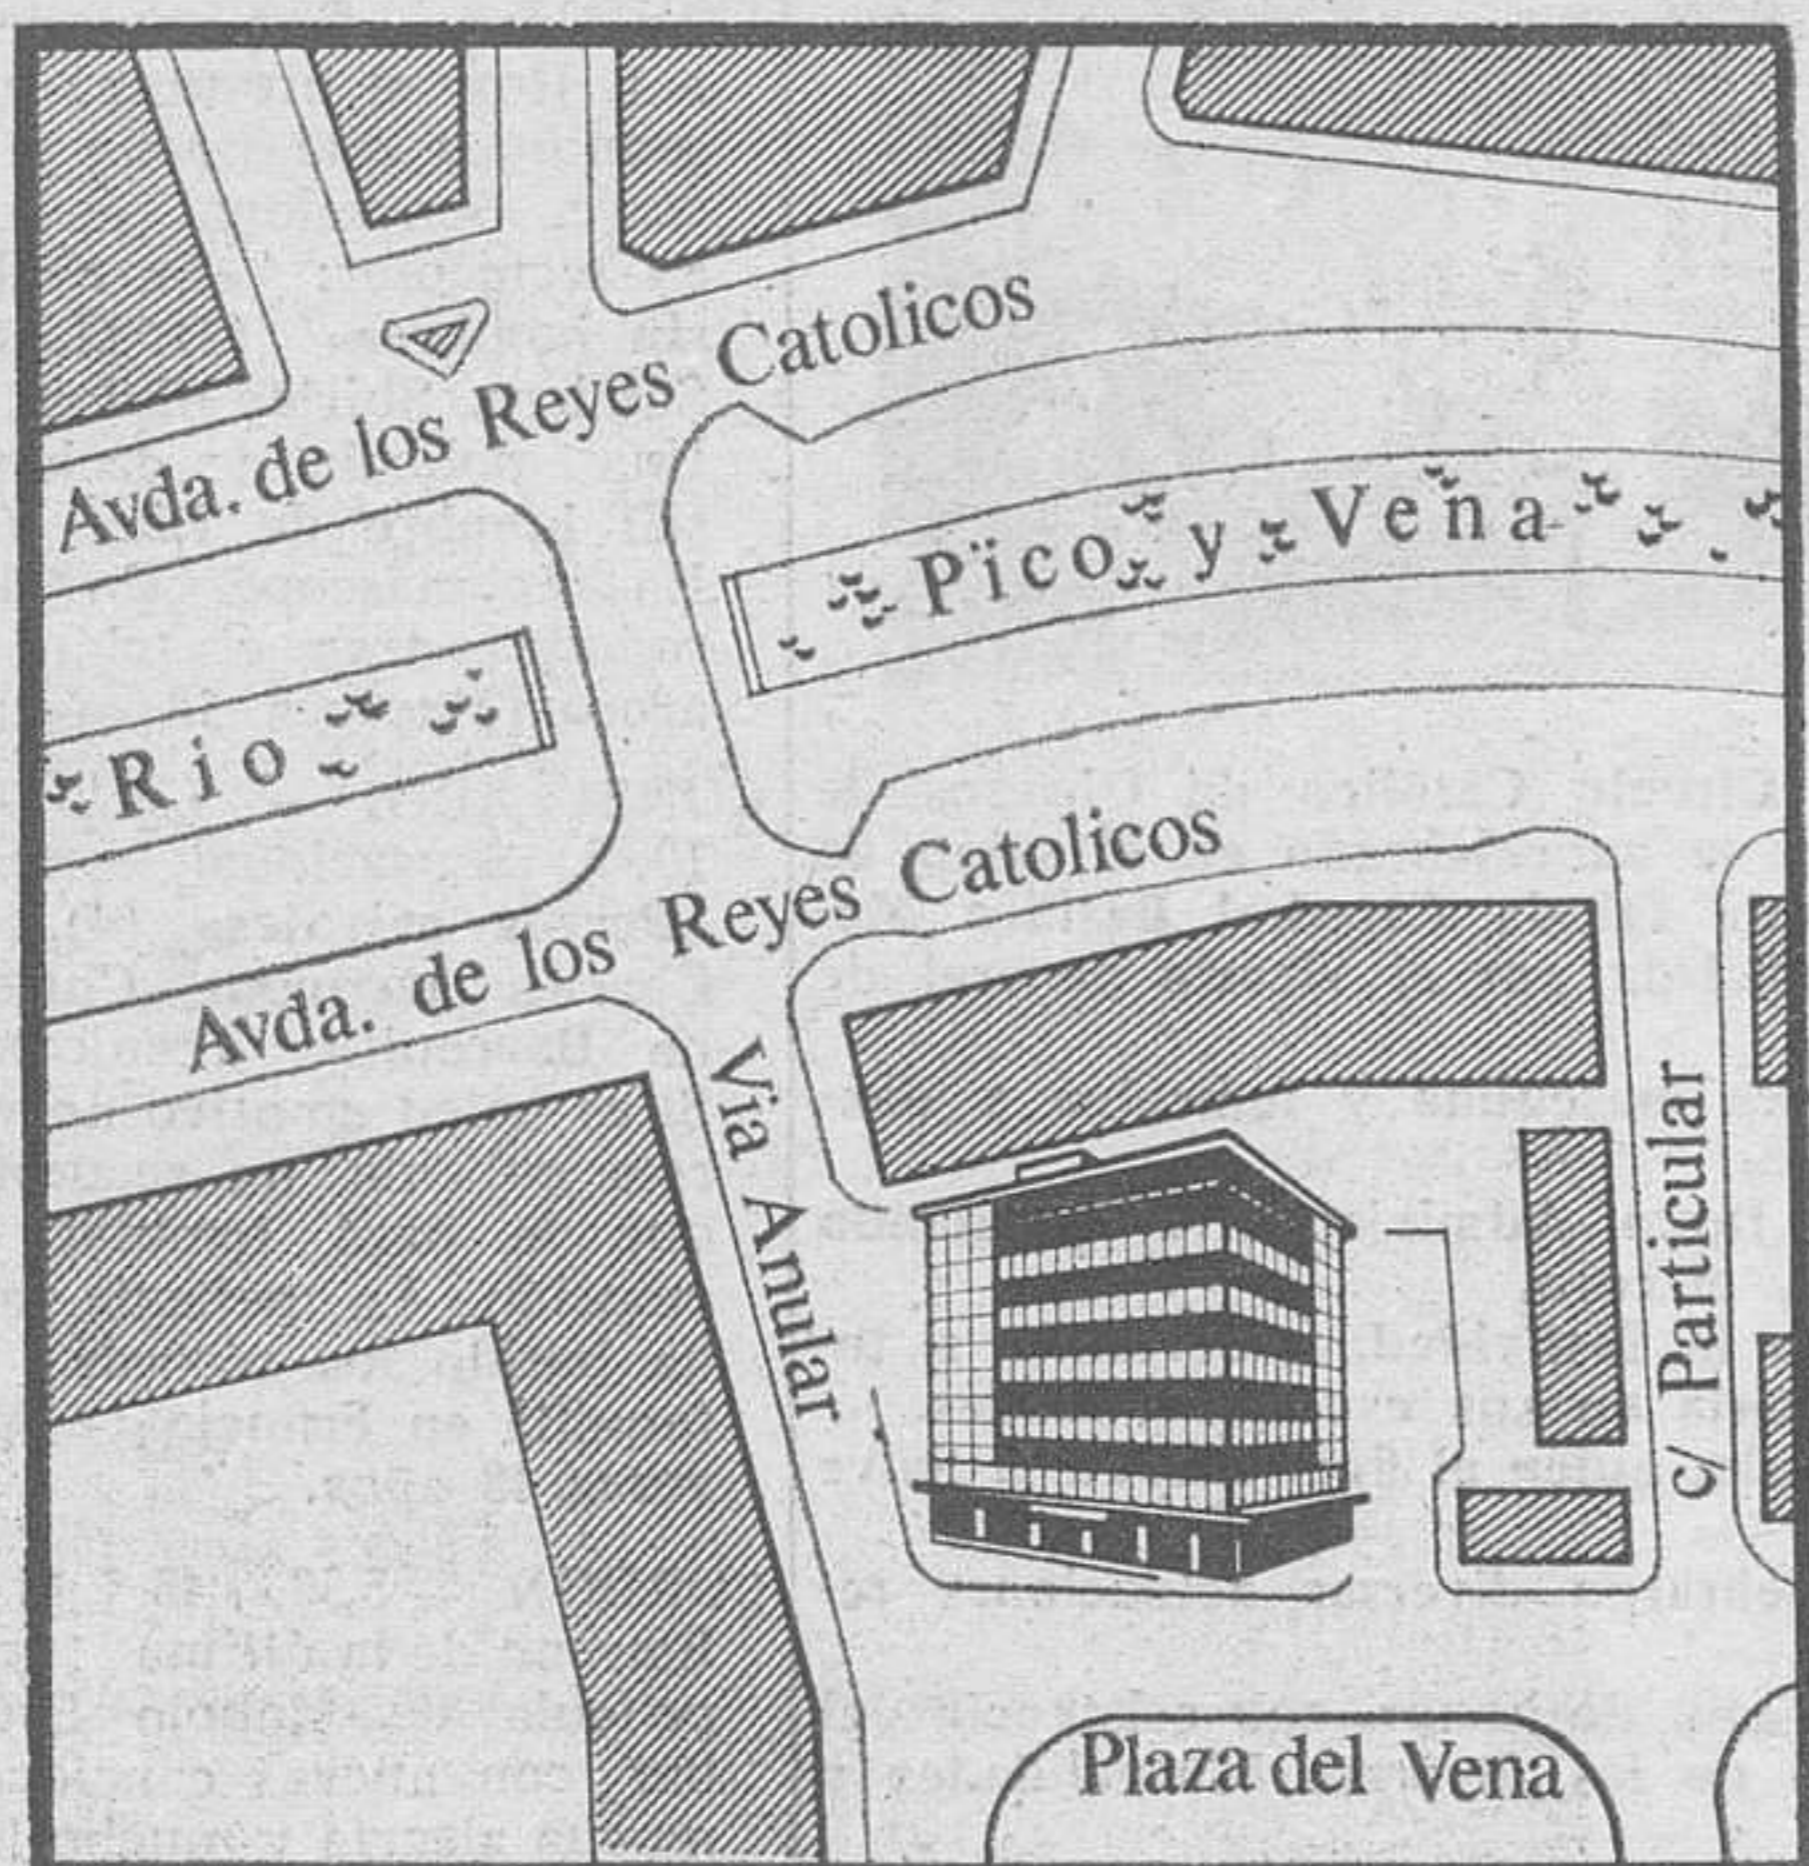 Avda. de los Reyes Catolicos
Rio Pico y Vena
Avda. de los Reyes Catolicos
Via Anular
c/ Particular
Plaza del Vena